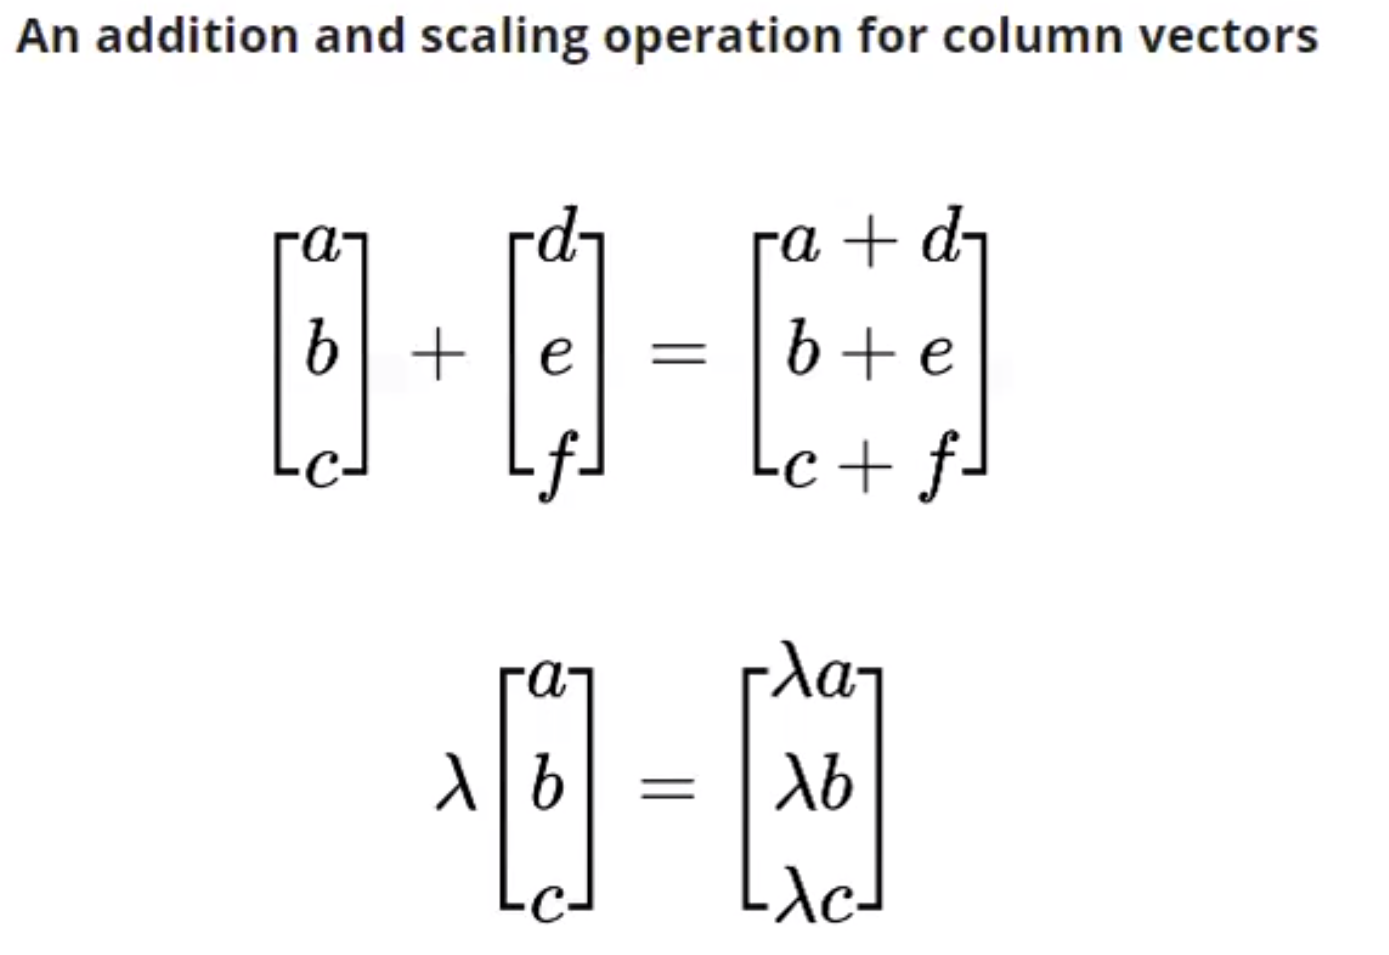 An addition and scaling operation for column vectors
[a b c] + [d e f] = [a + d b + e c + f]
λ [a b c] = [λa λb λc]